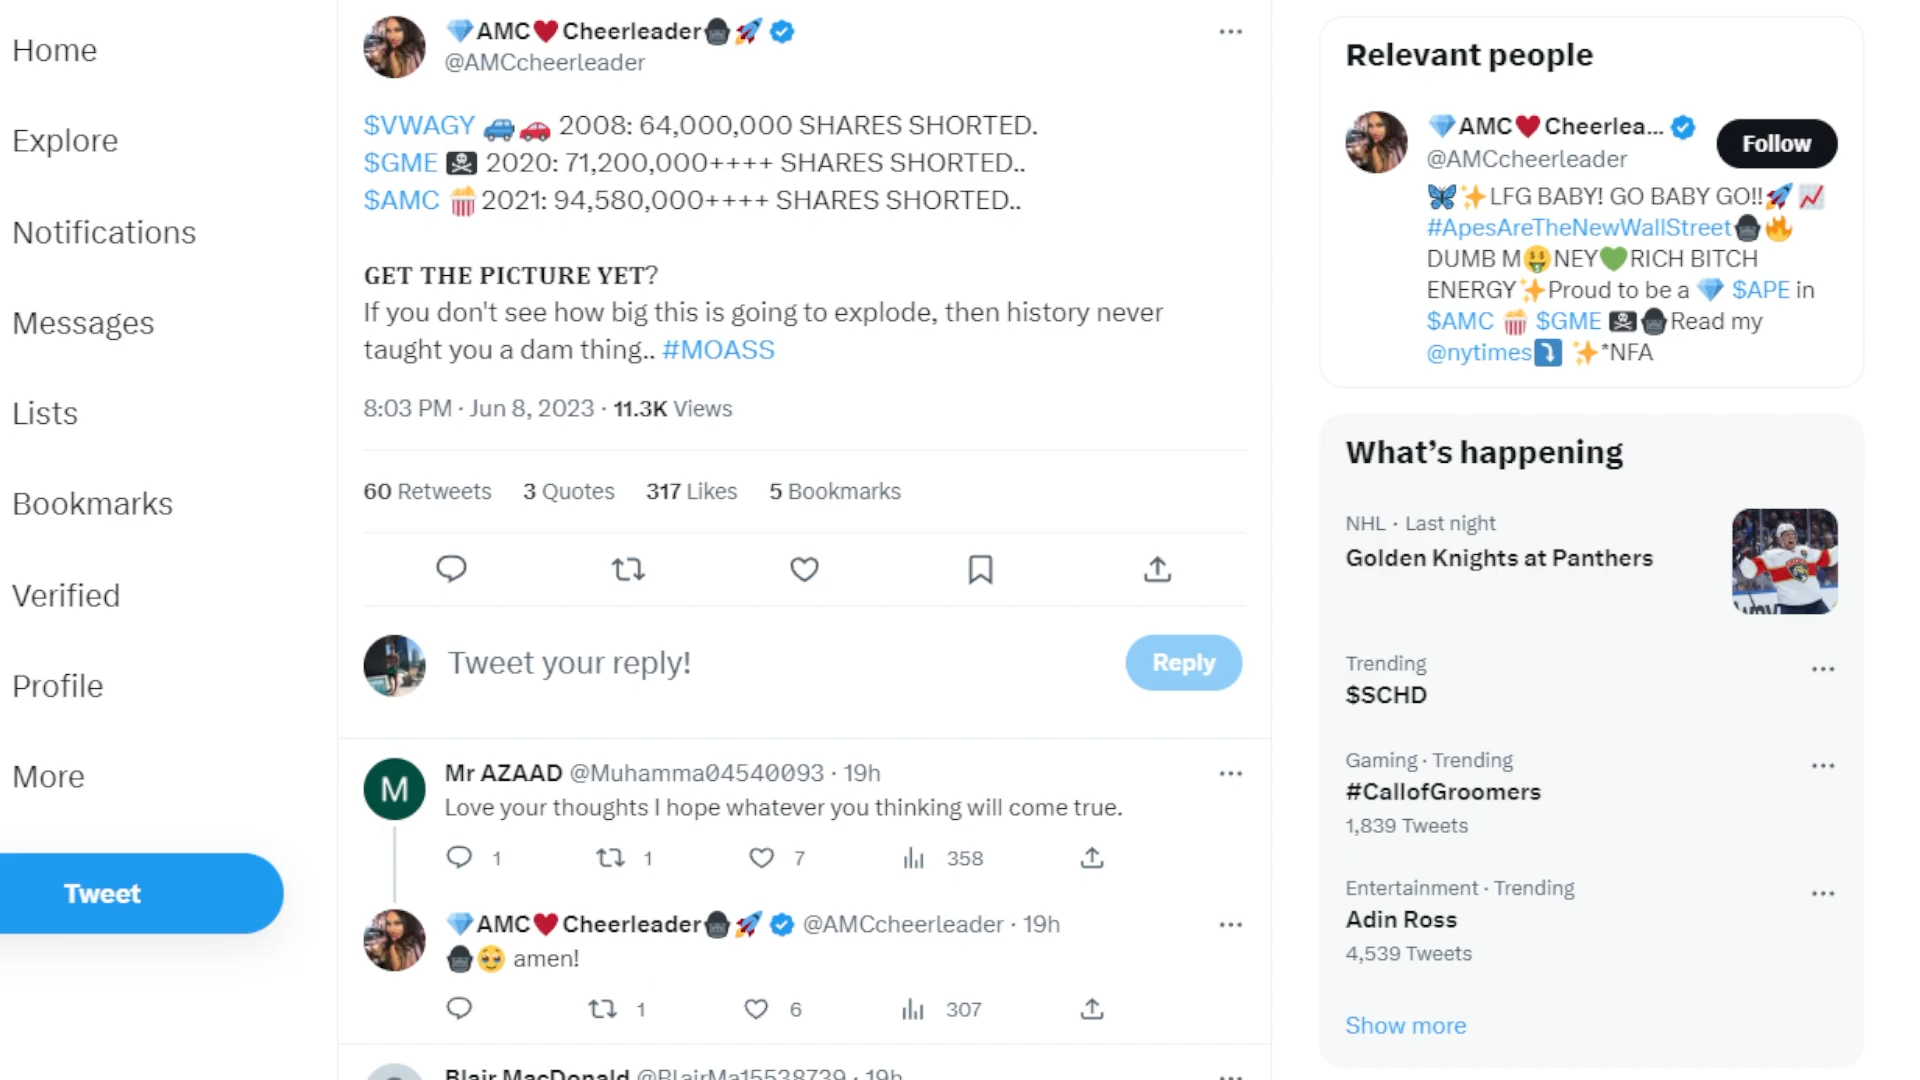 Home
Explore
Notifications
Messages
Lists
Bookmarks
Verified
Profile
More
Tweet
💎AMC♥️Cheerleader🦍🚀
@AMCcheerleader
$VWAGY 🚙🚗 2008: 64,000,000 SHARES SHORTED.
$GME 🏴‍☠️ 2020: 71,200,000++++ SHARES SHORTED..
$AMC 🍿2021: 94,580,000++++ SHARES SHORTED..
𝐆𝐄𝐓 𝐓𝐇𝐄 𝐏𝐈𝐂𝐓𝐔𝐑𝐄 𝐘𝐄𝐓?
If you don't see how big this is going to explode, then history never
taught you a dam thing.. #MOASS
8:03 PM · Jun 8, 2023 · 11.3K Views
60 Retweets 3 Quotes 317 Likes 5 Bookmarks
Tweet your reply!
Reply
M
Mr AZAAD @Muhamma04540093 · 19h
Love your thoughts I hope whatever you thinking will come true.
1 1 7 358
💎AMC♥️Cheerleader🦍🚀 @AMCcheerleader · 19h
🦍🥹 amen!
1 6 307
Blair MacDonald @BlairMa15538739 · 19h
Relevant people
💎AMC♥️Cheerlea...
@AMCcheerleader
Follow
🦋✨LFG BABY! GO BABY GO!!🚀📈
#ApesAreTheNewWallStreet🦍🔥
DUMB M🤑NEY💚RICH BITCH
ENERGY✨Proud to be a 💎 $APE in
$AMC 🍿 $GME 🏴‍☠️🦍Read my
@nytimes⤵️ ✨*NFA
What's happening
NHL · Last night
Golden Knights at Panthers
Trending
$SCHD
Gaming · Trending
#CallofGroomers
1,839 Tweets
Entertainment · Trending
Adin Ross
4,539 Tweets
Show more